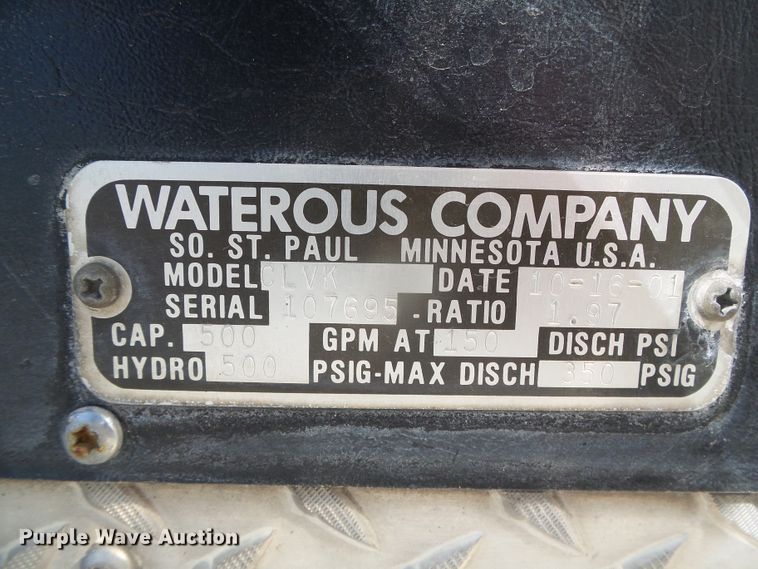 WATEROUS COMPANY
SO. ST. PAUL MINNESOTA U.S.A.
MODEL CLVK DATE 10-16-01
SERIAL 107695 - RATIO 1.97
CAP. 500 GPM AT 150 DISCH PSI
HYDRO 500 PSIG-MAX DISCH 350 PSIG
Purple Wave Auction